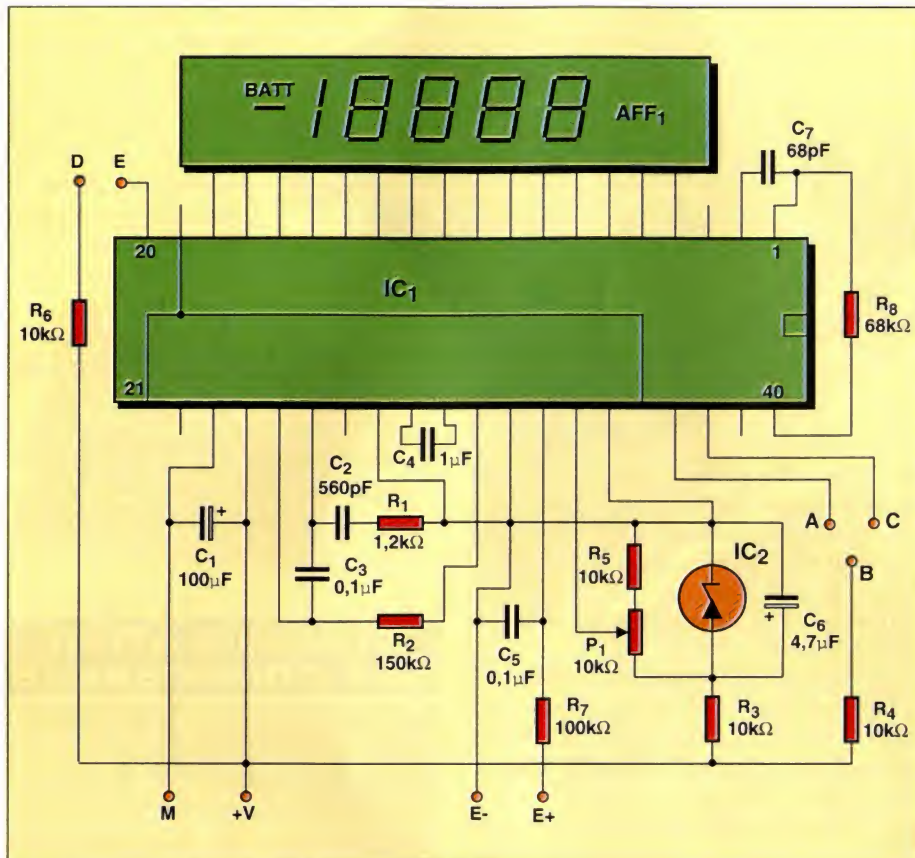 BATT
AFF₁
D
E
C₇
68pF
20
1
IC₁
R₆
10kΩ
R₈
68kΩ
21
40
C₄
1µF
C₂
560pF
R₁
1,2kΩ
A
C
C₁
100µF
+
C₃
0,1µF
R₅
10kΩ
IC₂
B
R₂
150kΩ
C₅
0,1µF
P₁
10kΩ
+
C₆
4,7µF
R₇
100kΩ
R₃
10kΩ
R₄
10kΩ
M
+V
E-
E+